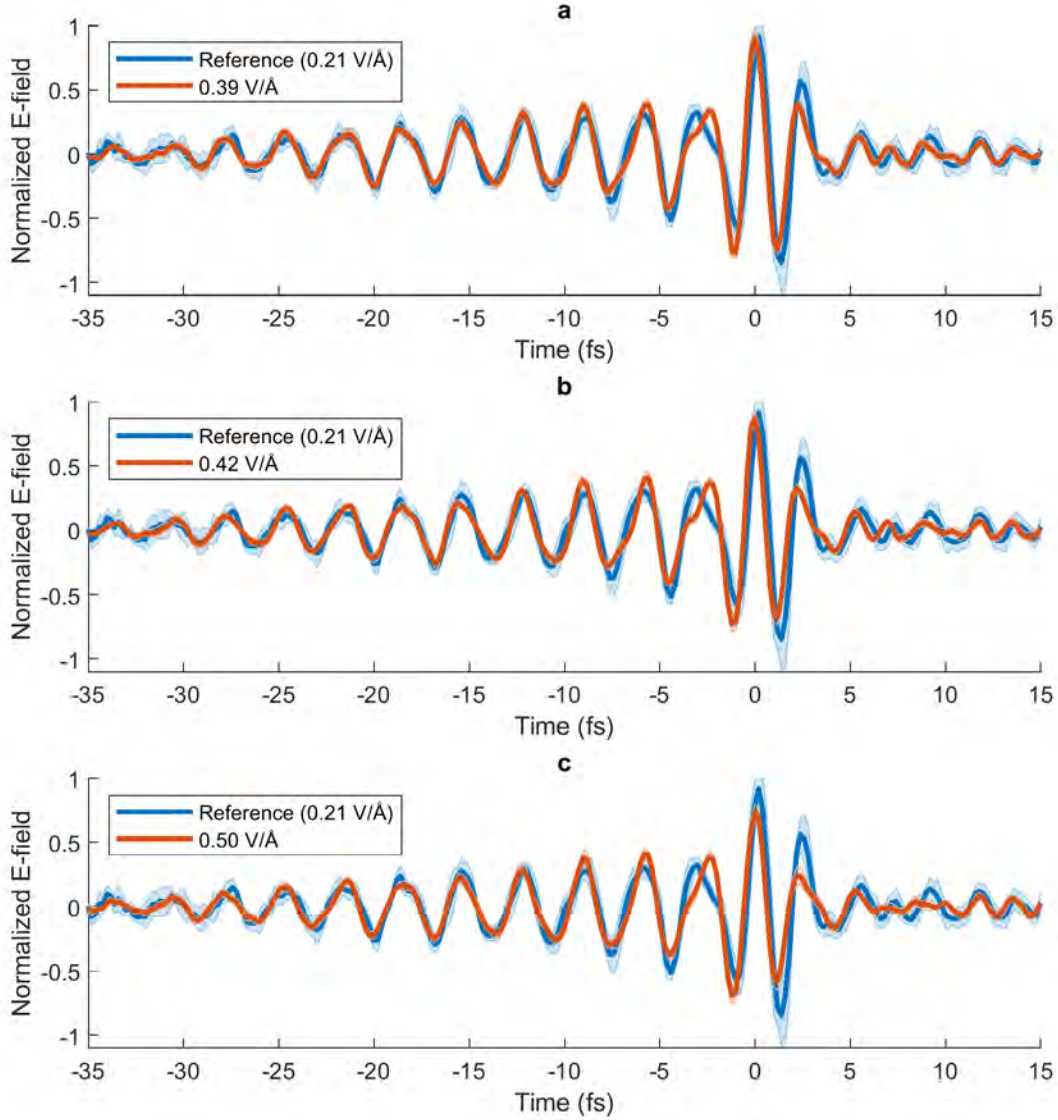 a
1
0.5
0
-0.5
-1
Normalized E-field
Reference (0.21 V/Å)
0.39 V/Å
-35 -30 -25 -20 -15 -10 -5 0 5 10 15
Time (fs)
b
1
0.5
0
-0.5
-1
Normalized E-field
Reference (0.21 V/Å)
0.42 V/Å
-35 -30 -25 -20 -15 -10 -5 0 5 10 15
Time (fs)
c
1
0.5
0
-0.5
-1
Normalized E-field
Reference (0.21 V/Å)
0.50 V/Å
-35 -30 -25 -20 -15 -10 -5 0 5 10 15
Time (fs)